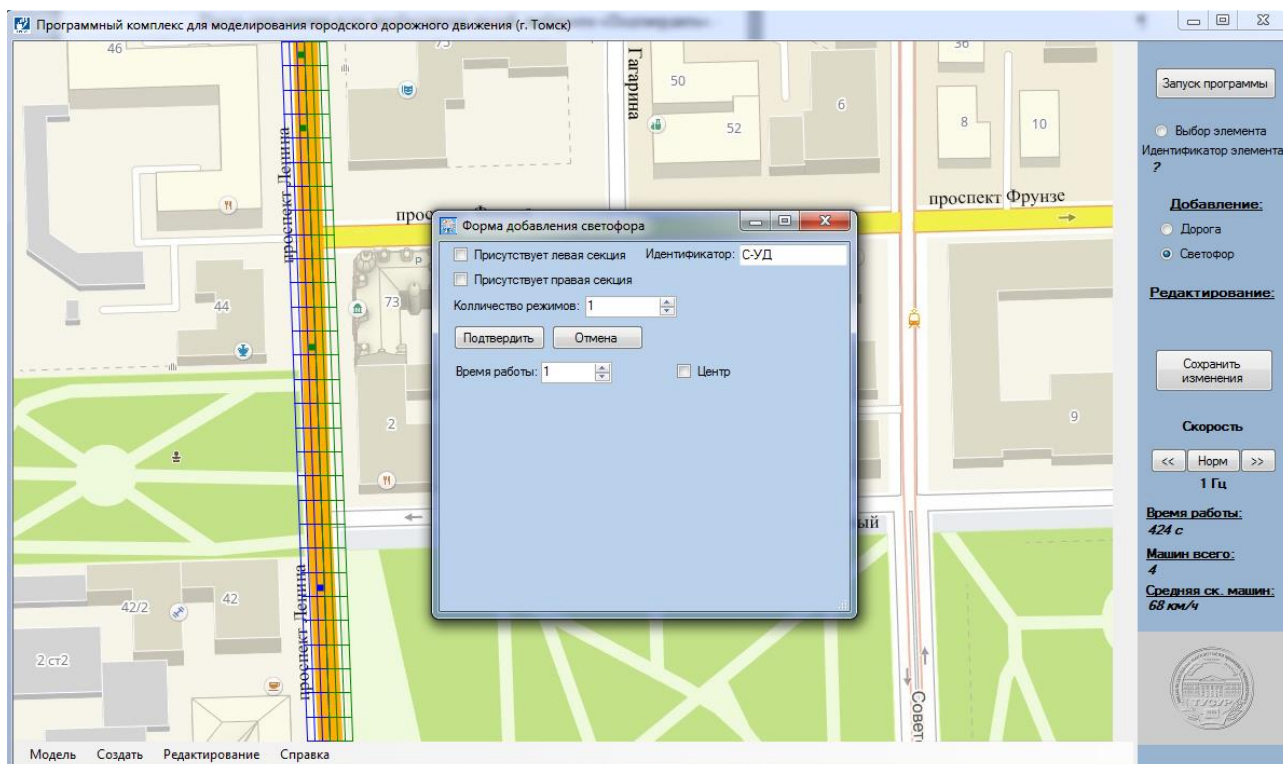 Программный комплекс для моделирования городского дорожного движения (г. Томск)
46
73
Гагарина
50
52
6
36
8
10
проспект Ленина
проспект Фрунзе
проспект Ленина
44
73
2
9
42/2
42
2 ст2
Советс
ый
Форма добавления светофора
Присутствует левая секция
Идентификатор: С-УД
Присутствует правая секция
Колличество режимов: 1
Подтвердить
Отмена
Время работы: 1
Центр
Запуск программы
Выбор элемента
Идентификатор элемента
?
Добавление:
Дорога
Светофор
Редактирование:
Сохранить
изменения
Скорость
<<
Норм
>>
1 Гц
Время работы:
424 с
Машин всего:
4
Средняя ск. машин:
68 км/ч
ТУСУР
Модель
Создать
Редактирование
Справка